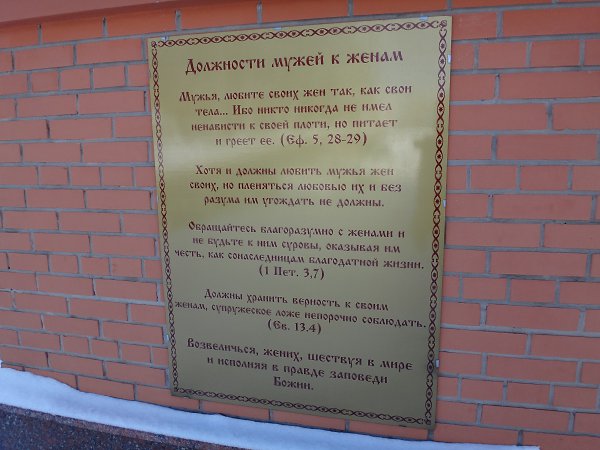 Должности мужей к женам
Мужья, любите своих жен так, как свои
тела... Ибо никто никогда не имел
ненависти к своей плоти, но питает
и греет ее. (Еф. 5, 28-29)
Хотя и должны любить мужья жен
своих, но пленяться любовью их и без
разума им угождать не должны.
Обращайтесь благоразумно с женами и
не будьте к ним суровы, оказывая им
честь, как сонаследницам благодатной жизни.
(1 Пет. 3,7)
Должны хранить верность к своим
женам, супружеское ложе непорочно соблюдать.
(Ев. 13.4)
Возвеличься, жених, шествуя в мире
и исполняя в правде заповеди
Божии.